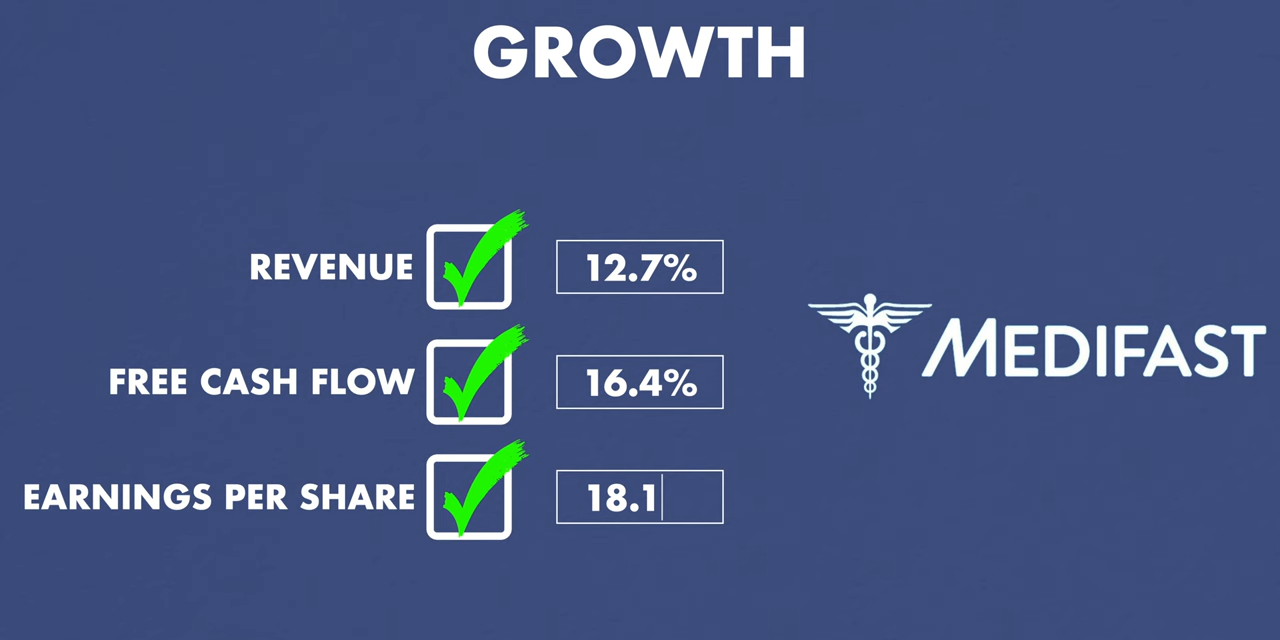 GROWTH
REVENUE 12.7%
FREE CASH FLOW 16.4%
EARNINGS PER SHARE 18.1
MEDIFAST